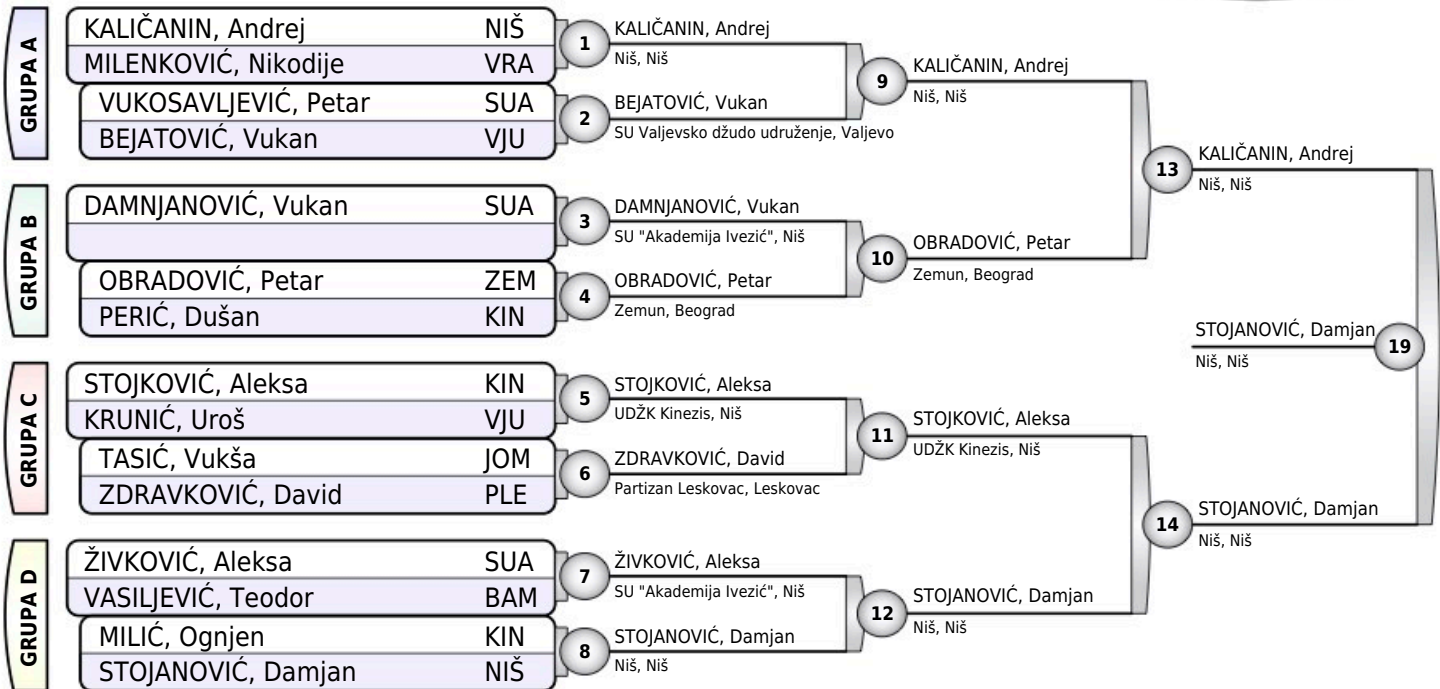 GRUPA A
KALIČANIN, Andrej NIŠ
MILENKOVIĆ, Nikodije VRA
VUKOSAVLJEVIĆ, Petar SUA
BEJATOVIĆ, Vukan VJU
GRUPA B
DAMNJANOVIĆ, Vukan SUA
OBRADOVIĆ, Petar ZEM
PERIĆ, Dušan KIN
GRUPA C
STOJKOVIĆ, Aleksa KIN
KRUNIĆ, Uroš VJU
TASIĆ, Vukša JOM
ZDRAVKOVIĆ, David PLE
GRUPA D
ŽIVKOVIĆ, Aleksa SUA
VASILJEVIĆ, Teodor BAM
MILIĆ, Ognjen KIN
STOJANOVIĆ, Damjan NIŠ
1
KALIČANIN, Andrej
Niš, Niš
2
BEJATOVIĆ, Vukan
SU Valjevsko džudo udruženje, Valjevo
3
DAMNJANOVIĆ, Vukan
SU "Akademija Ivezić", Niš
4
OBRADOVIĆ, Petar
Zemun, Beograd
5
STOJKOVIĆ, Aleksa
UDŽK Kinezis, Niš
6
ZDRAVKOVIĆ, David
Partizan Leskovac, Leskovac
7
ŽIVKOVIĆ, Aleksa
SU "Akademija Ivezić", Niš
8
STOJANOVIĆ, Damjan
Niš, Niš
9
KALIČANIN, Andrej
Niš, Niš
10
OBRADOVIĆ, Petar
Zemun, Beograd
11
STOJKOVIĆ, Aleksa
UDŽK Kinezis, Niš
12
STOJANOVIĆ, Damjan
Niš, Niš
13
KALIČANIN, Andrej
Niš, Niš
14
STOJANOVIĆ, Damjan
Niš, Niš
STOJANOVIĆ, Damjan
Niš, Niš
19